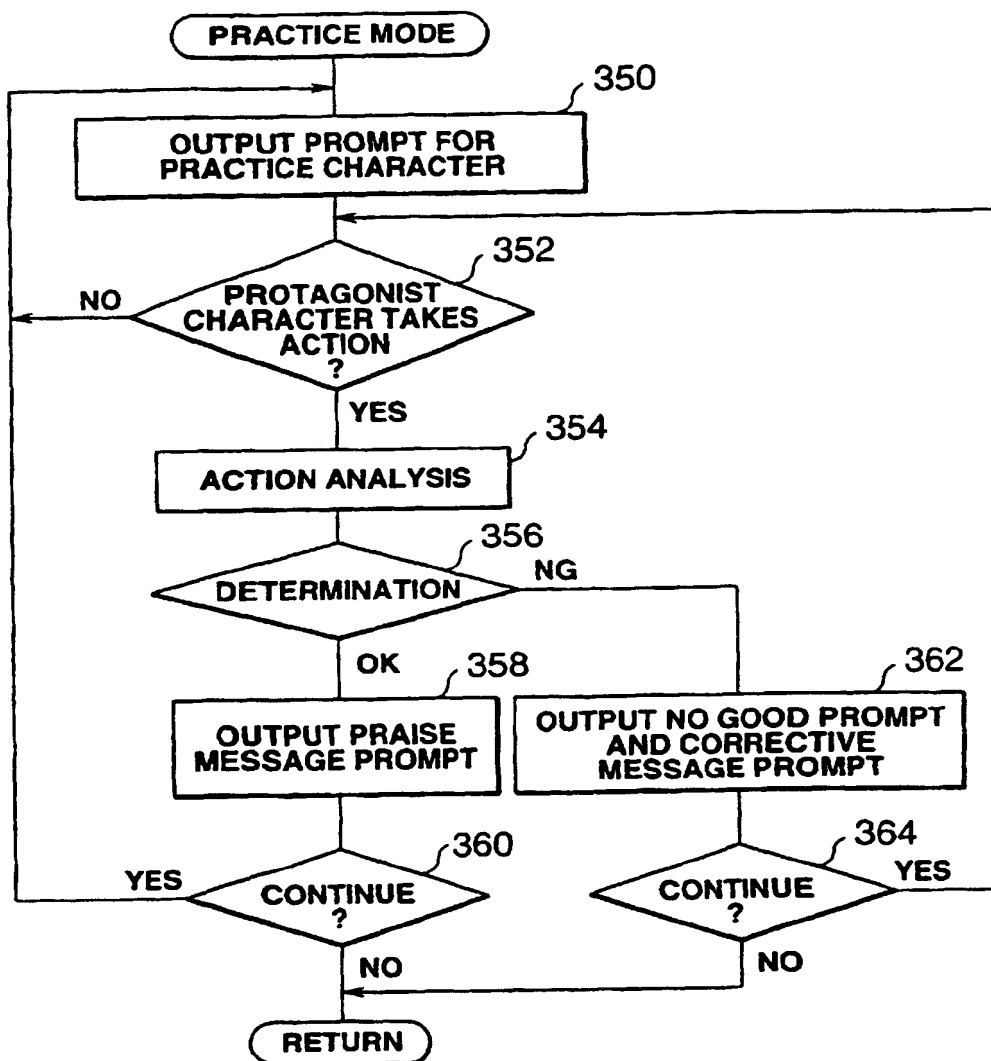 PRACTICE MODE
350
OUTPUT PROMPT FOR
PRACTICE CHARACTER
352
NO
PROTAGONIST
CHARACTER TAKES
ACTION
?
YES
354
ACTION ANALYSIS
356
NG
DETERMINATION
OK
358
362
OUTPUT PRAISE
MESSAGE PROMPT
OUTPUT NO GOOD PROMPT
AND CORRECTIVE
MESSAGE PROMPT
360
364
YES
CONTINUE
?
YES
CONTINUE
?
NO
NO
RETURN